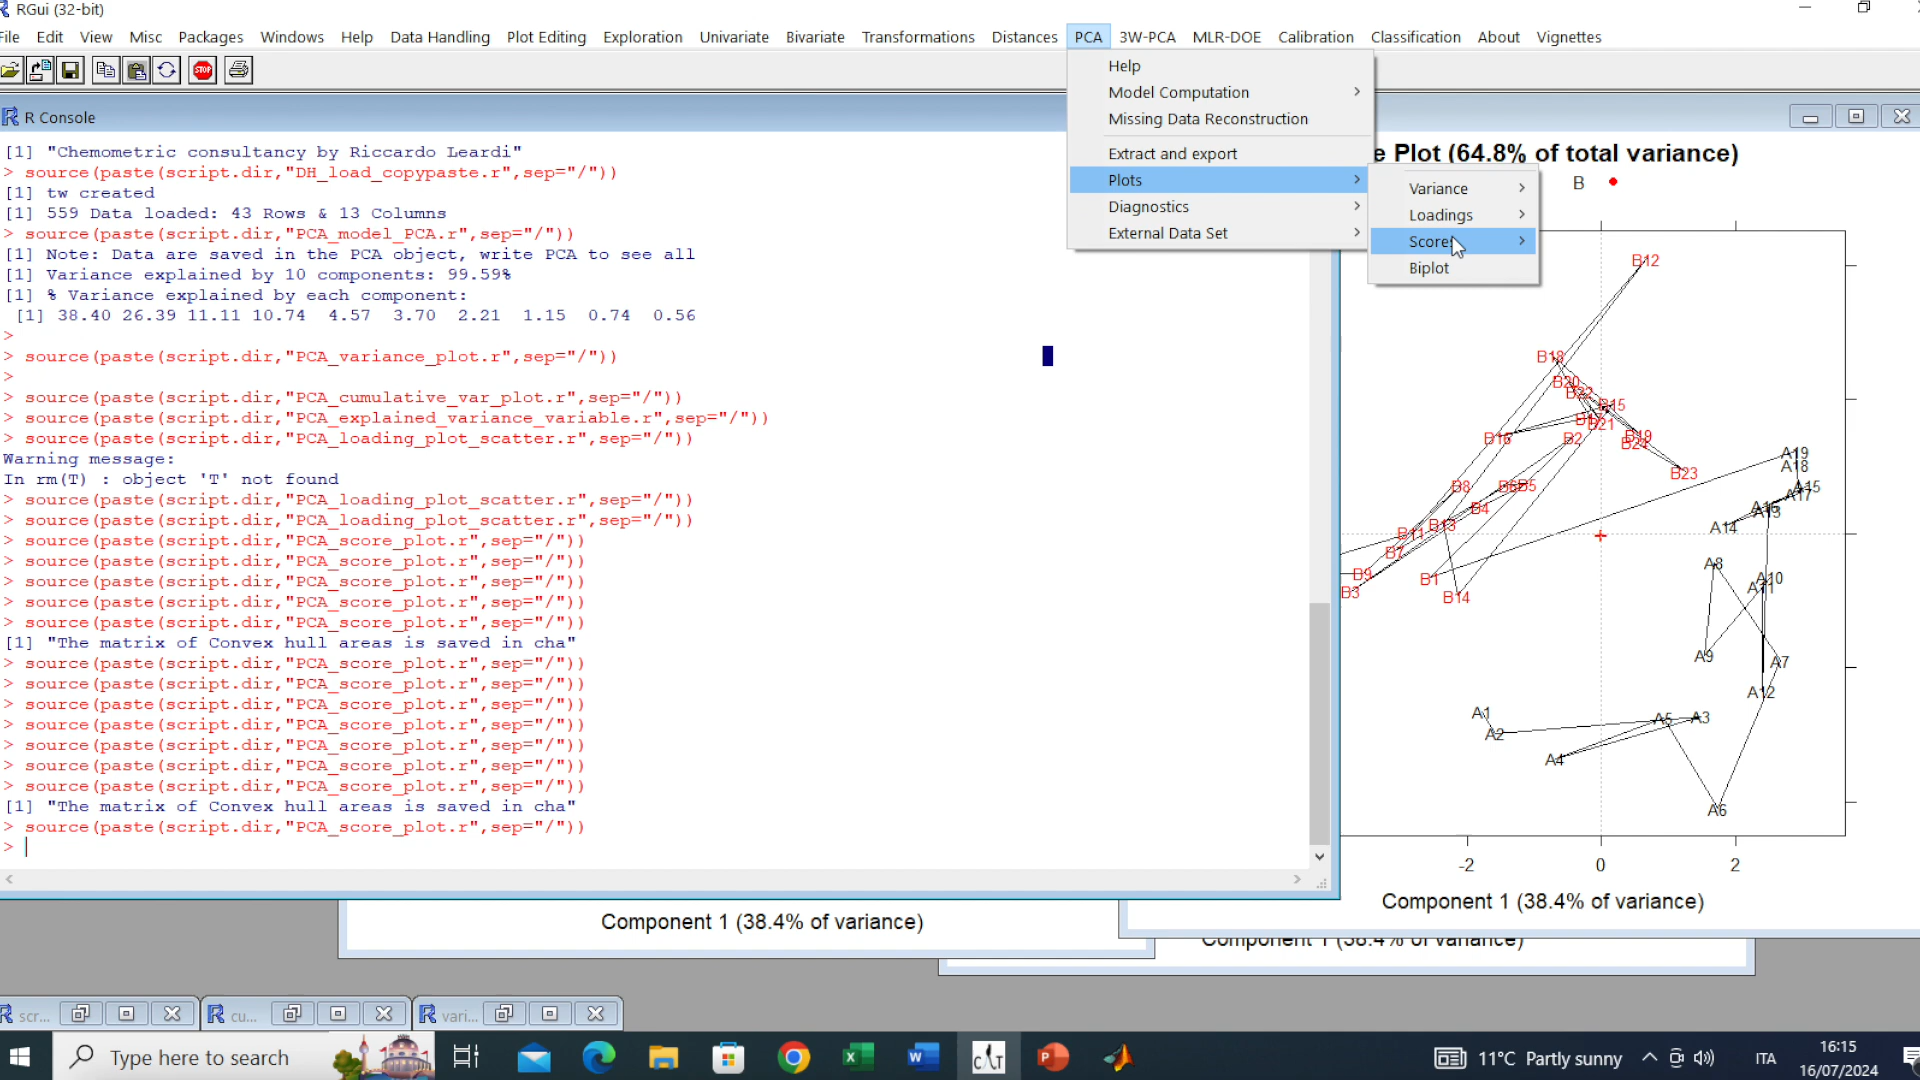 RGui (32-bit)
File Edit View Misc Packages Windows Help Data Handling Plot Editing Exploration Univariate Bivariate Transformations Distances PCA 3W-PCA MLR-DOE Calibration Classification About Vignettes
STOP
R Console
[1] "Chemometric consultancy by Riccardo Leardi"
> source(paste(script.dir,"DH_load_copypaste.r",sep="/"))
[1] tw created
[1] 559 Data loaded: 43 Rows & 13 Columns
> source(paste(script.dir,"PCA_model_PCA.r",sep="/"))
[1] Note: Data are saved in the PCA object, write PCA to see all
[1] Variance explained by 10 components: 99.59%
[1] % Variance explained by each component:
[1] 38.40 26.39 11.11 10.74 4.57 3.70 2.21 1.15 0.74 0.56
>
> source(paste(script.dir,"PCA_variance_plot.r",sep="/"))
>
> source(paste(script.dir,"PCA_cumulative_var_plot.r",sep="/"))
> source(paste(script.dir,"PCA_explained_variance_variable.r",sep="/"))
> source(paste(script.dir,"PCA_loading_plot_scatter.r",sep="/"))
Warning message:
In rm(T) : object 'T' not found
> source(paste(script.dir,"PCA_loading_plot_scatter.r",sep="/"))
> source(paste(script.dir,"PCA_loading_plot_scatter.r",sep="/"))
> source(paste(script.dir,"PCA_score_plot.r",sep="/"))
> source(paste(script.dir,"PCA_score_plot.r",sep="/"))
> source(paste(script.dir,"PCA_score_plot.r",sep="/"))
> source(paste(script.dir,"PCA_score_plot.r",sep="/"))
> source(paste(script.dir,"PCA_score_plot.r",sep="/"))
[1] "The matrix of Convex hull areas is saved in cha"
> source(paste(script.dir,"PCA_score_plot.r",sep="/"))
> source(paste(script.dir,"PCA_score_plot.r",sep="/"))
> source(paste(script.dir,"PCA_score_plot.r",sep="/"))
> source(paste(script.dir,"PCA_score_plot.r",sep="/"))
> source(paste(script.dir,"PCA_score_plot.r",sep="/"))
> source(paste(script.dir,"PCA_score_plot.r",sep="/"))
> source(paste(script.dir,"PCA_score_plot.r",sep="/"))
[1] "The matrix of Convex hull areas is saved in cha"
> source(paste(script.dir,"PCA_score_plot.r",sep="/"))
>
Help
Model Computation
Missing Data Reconstruction
Extract and export
Plots
Diagnostics
External Data Set
Variance
Loadings
Scores
Biplot
e Plot (64.8% of total variance)
B
B12
B18
B20
B22
B15
B21
B16
B2
B19
B24
B23
A19
A18
B8
B6 B5
A15
A17
B4
A16
A13
B13
A14
B11
B7
A8
B9
B1
A10
A11
B3
B14
A9
A7
A12
A1
A5 A3
A2
A4
A6
-2 0 2
Component 1 (38.4% of variance)
Component 1 (38.4% of variance)
Component 1 (38.4% of variance)
scr... cu... vari...
Type here to search
11°C Partly sunny
ITA
16:15
16/07/2024